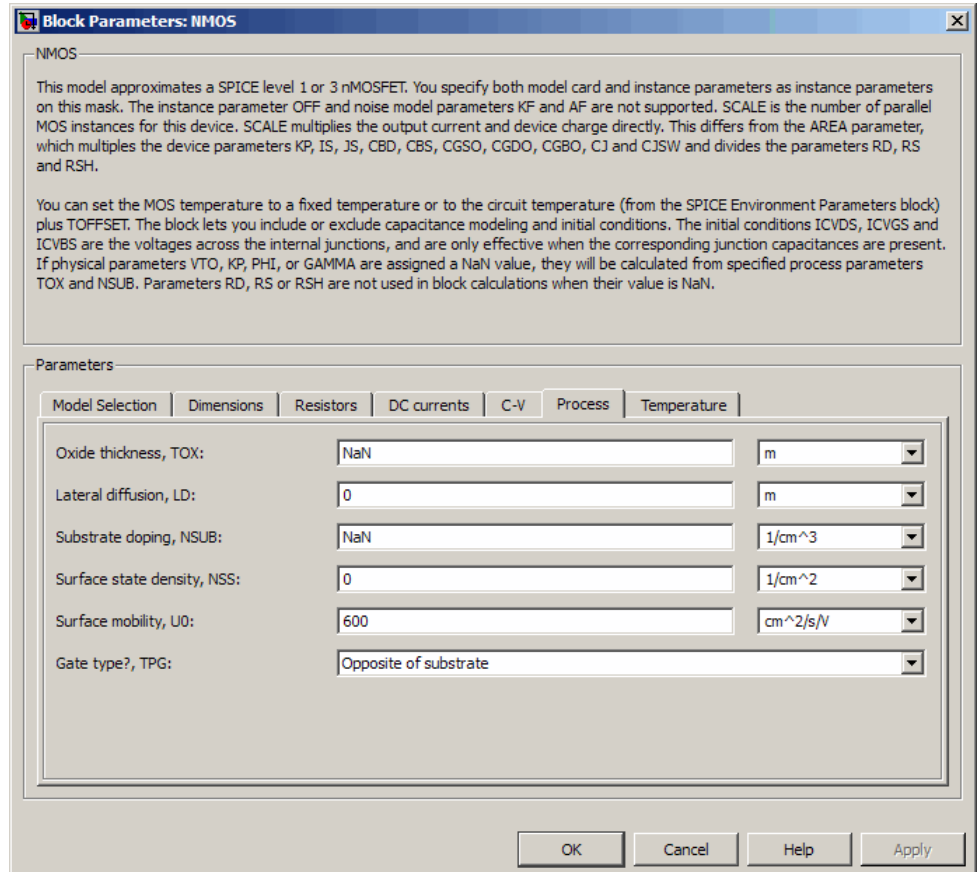 Block Parameters: NMOS
NMOS
This model approximates a SPICE level 1 or 3 nMOSFET. You specify both model card and instance parameters as instance parameters
on this mask. The instance parameter OFF and noise model parameters KF and AF are not supported. SCALE is the number of parallel
MOS instances for this device. SCALE multiplies the output current and device charge directly. This differs from the AREA parameter,
which multiples the device parameters KP, IS, JS, CBD, CBS, CGSO, CGDO, CGBO, CJ and CJSW and divides the parameters RD, RS
and RSH.
You can set the MOS temperature to a fixed temperature or to the circuit temperature (from the SPICE Environment Parameters block)
plus TOFFSET. The block lets you include or exclude capacitance modeling and initial conditions. The initial conditions ICVDS, ICVGS and
ICVBS are the voltages across the internal junctions, and are only effective when the corresponding junction capacitances are present.
If physical parameters VTO, KP, PHI, or GAMMA are assigned a NaN value, they will be calculated from specified process parameters
TOX and NSUB. Parameters RD, RS or RSH are not used in block calculations when their value is NaN.
Parameters
Model Selection Dimensions Resistors DC currents C-V Process Temperature
Oxide thickness, TOX: NaN m
Lateral diffusion, LD: 0 m
Substrate doping, NSUB: NaN 1/cm^3
Surface state density, NSS: 0 1/cm^2
Surface mobility, U0: 600 cm^2/s/V
Gate type?, TPG: Opposite of substrate
OK Cancel Help Apply